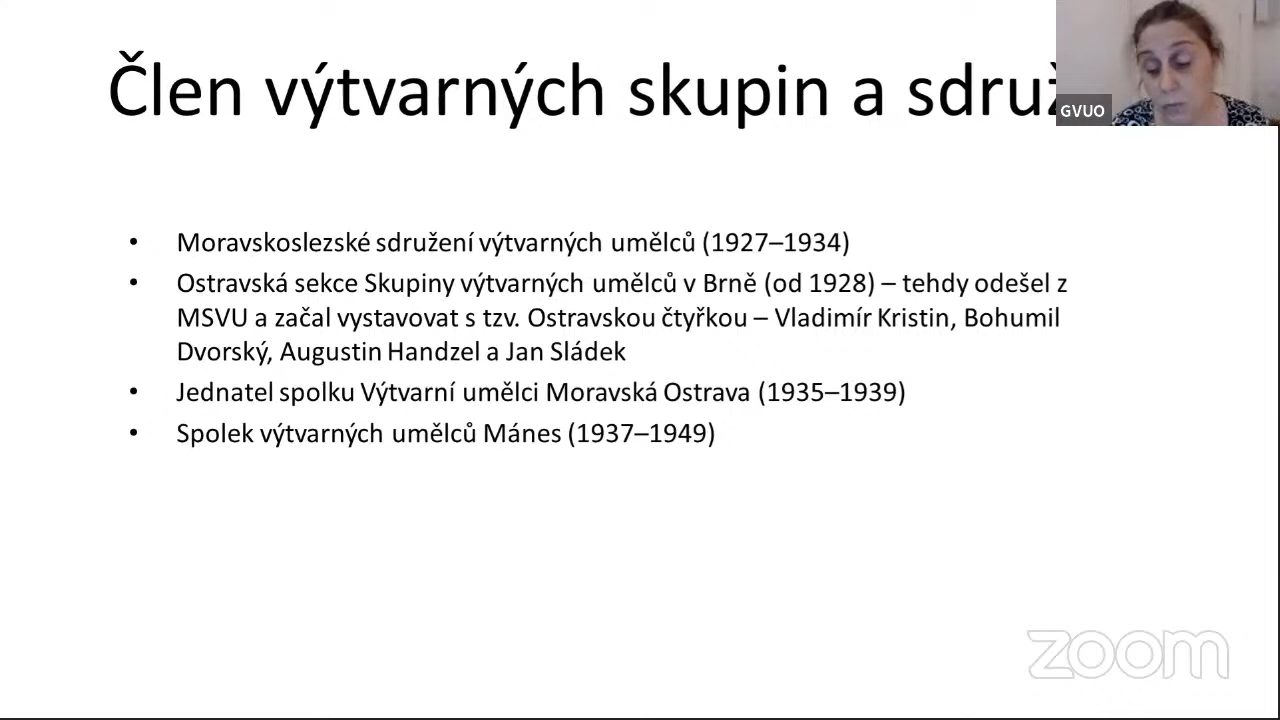 Člen výtvarných skupin a sdruž
GVUO
• Moravskoslezské sdružení výtvarných umělců (1927–1934)
• Ostravská sekce Skupiny výtvarných umělců v Brně (od 1928) – tehdy odešel z
MSVU a začal vystavovat s tzv. Ostravskou čtyřkou – Vladimír Kristin, Bohumil
Dvorský, Augustin Handzel a Jan Sládek
• Jednatel spolku Výtvarní umělci Moravská Ostrava (1935–1939)
• Spolek výtvarných umělců Mánes (1937–1949)
zoom